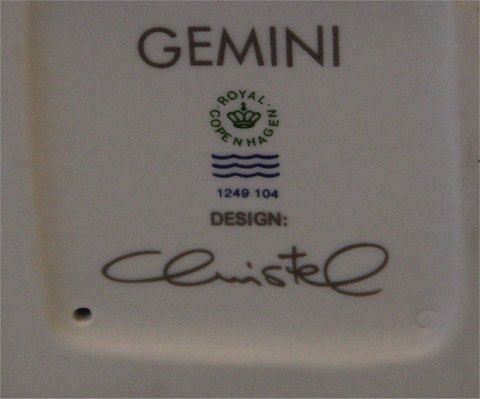 GEMINI
ROYAL
COPENHAGEN
1249 104
DESIGN:
Christel